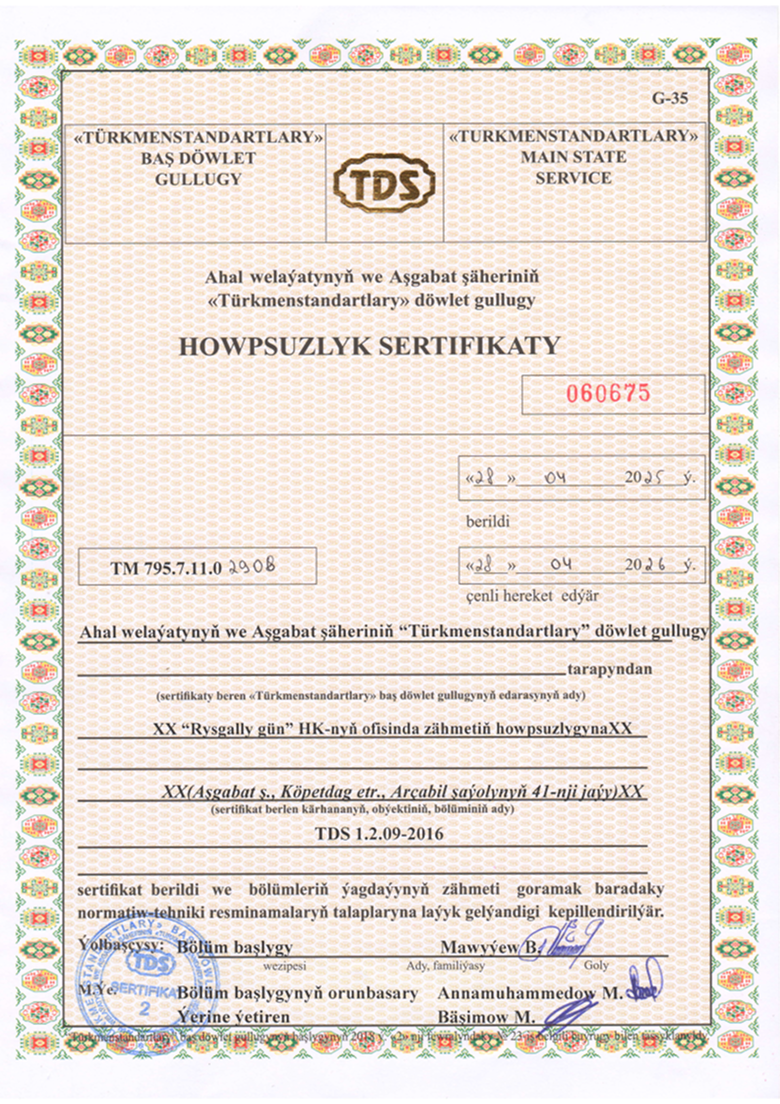 G-35
«TÜRKMENSTANDARTLARY»
BAŞ DÖWLET
GULLUGY
TDS
«TURKMENSTANDARTLARY»
MAIN STATE
SERVICE
Ahal welaýatynyň we Aşgabat şäheriniň
«Türkmenstandartlary» döwlet gullugy
HOWPSUZLYK SERTIFIKATY
060675
«28» 04 2025 ý.
berildi
TM 795.7.11.0 2908
«28» 04 2026 ý.
çenli hereket edýär
Ahal welaýatynyň we Aşgabat şäheriniň “Türkmenstandartlary” döwlet gullugy
tarapyndan
(sertifikaty beren «Türkmenstandartlary» baş döwlet gullugynyň edarasynyň ady)
XX “Rysgally gün” HK-nyň ofisinda zähmetiň howpsuzlygynaXX
XX(Aşgabat ş., Köpetdag etr., Arçabil şaýolynyň 41-nji jaýy)XX
(sertifikat berlen kärhananyň, obýektiniň, bölüminiň ady)
TDS 1.2.09-2016
sertifikat berildi we bölümleriň ýagdaýynyň zähmeti goramak baradaky
normatiw-tehniki resminamalaryň talaplaryna laýyk gelýändigi kepillendirilýär.
Ýolbaşçysy: Bölüm başlygy Mawyýew B.
wezipesi Ady, familiýasy Goly
M.Ýe. Bölüm başlygynyň orunbasary Annamuhammedow M.
Ýerine ýetiren Bäşimow M.
TDS
SERTIFIKAT
2
Türkmenstandartlary» baş döwlet gullugynyň başlygynyň 2018 ý. «2» nji iýulyndaky № 23-iş belgili buýrugy bilen tassyklanyldy.